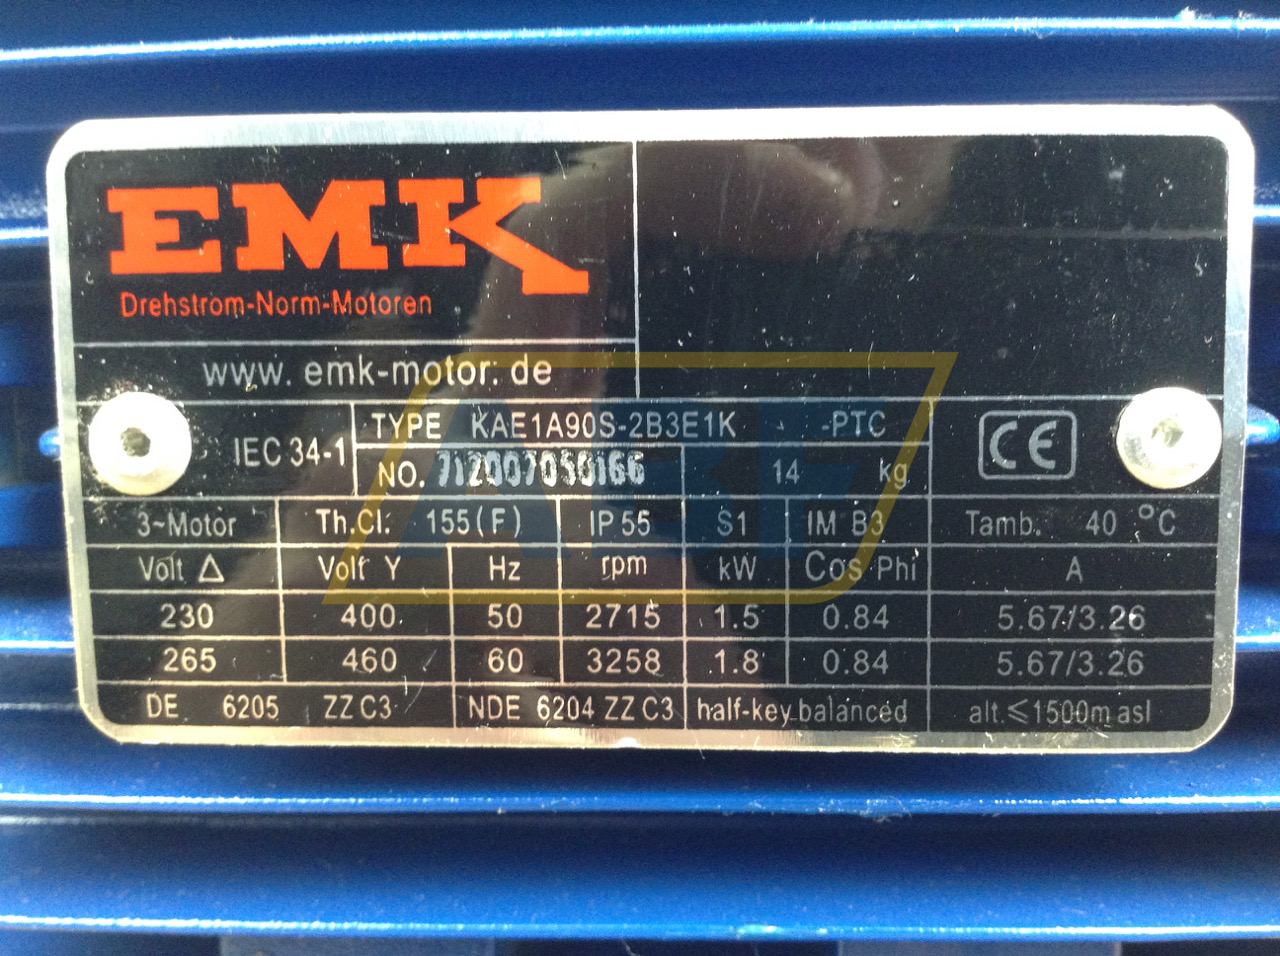 EMK
Drehstrom-Norm-Motoren
www.emk-motor.de
IEC 34-1
TYPE KAE1A90S-2B3E1K -PTC
NO. 712007050166 14 kg
CE
3~Motor Th.Cl. 155(F) IP 55 S1 IM B3 Tamb. 40 °C
Volt Δ Volt Y Hz rpm kW Cos Phi A
230 400 50 2715 1.5 0.84 5.67/3.26
265 460 60 3258 1.8 0.84 5.67/3.26
DE 6205 ZZ C3 NDE 6204 ZZ C3 half-key balanced alt.≤1500m asl
ABF